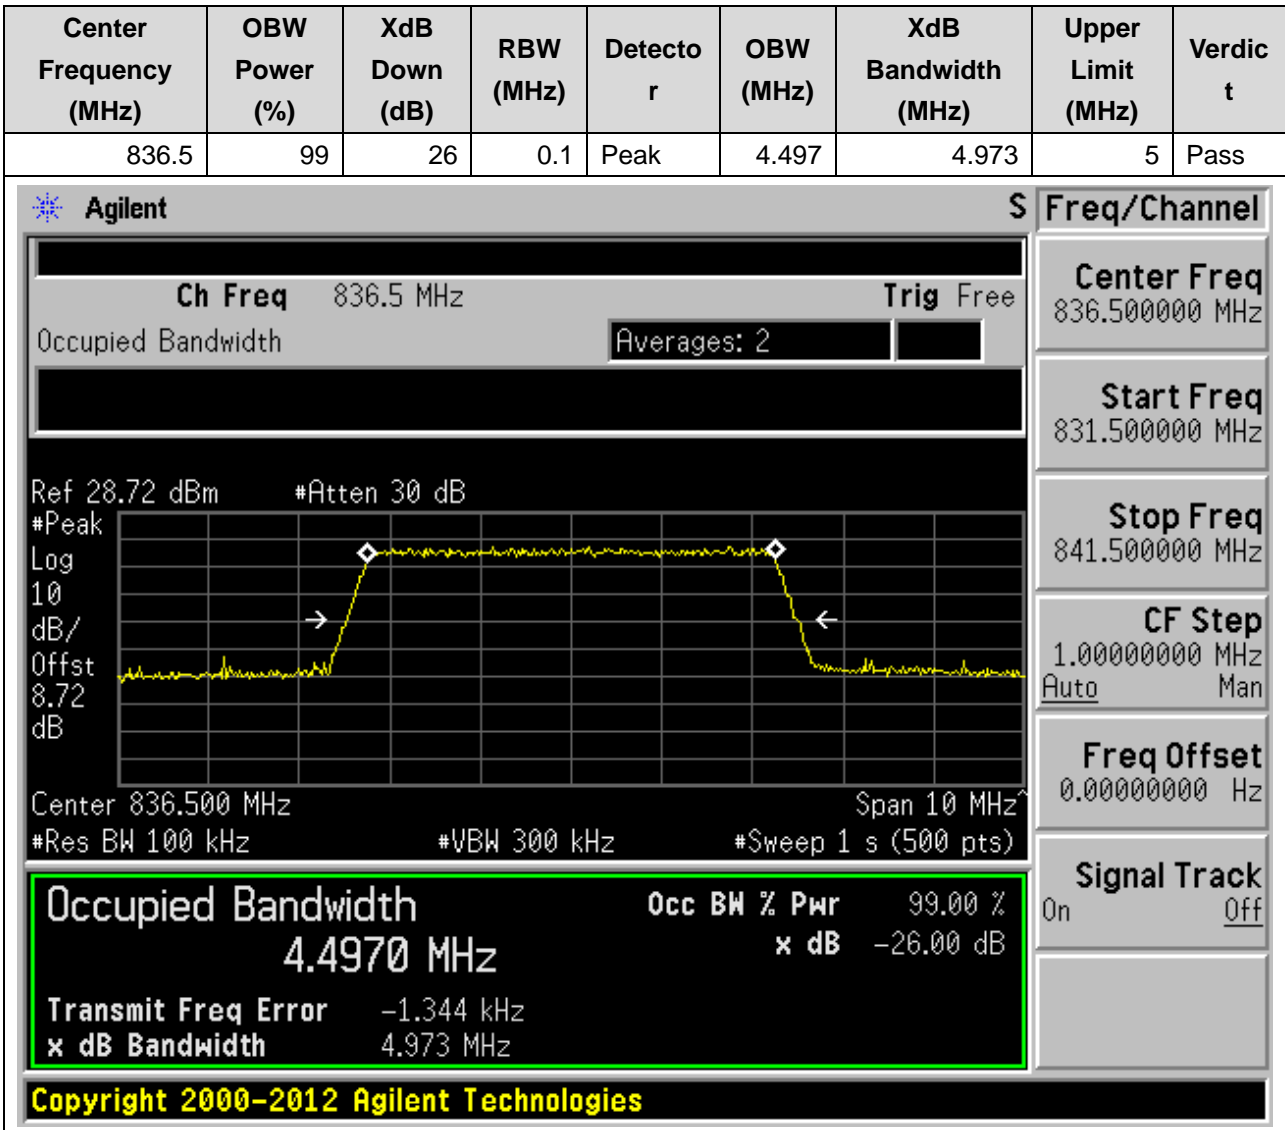 Center Frequency (MHz) OBW Power (%) XdB Down (dB) RBW (MHz) Detecto r OBW (MHz) XdB Bandwidth (MHz) Upper Limit (MHz) Verdic t
836.5 99 26 0.1 Peak 4.497 4.973 5 Pass
Agilent S
Freq/Channel
Ch Freq 836.5 MHz Trig Free
Occupied Bandwidth Averages: 2
Center Freq
836.500000 MHz
Start Freq
831.500000 MHz
Stop Freq
841.500000 MHz
CF Step
1.00000000 MHz
Auto Man
Freq Offset
0.00000000 Hz
Signal Track
On Off
Ref 28.72 dBm #Atten 30 dB
#Peak
Log
10
dB/
Offst
8.72
dB
Center 836.500 MHz Span 10 MHz^
#Res BW 100 kHz #VBW 300 kHz #Sweep 1 s (500 pts)
Occupied Bandwidth Occ BW % Pwr 99.00 %
4.4970 MHz x dB -26.00 dB
Transmit Freq Error -1.344 kHz
x dB Bandwidth 4.973 MHz
Copyright 2000-2012 Agilent Technologies